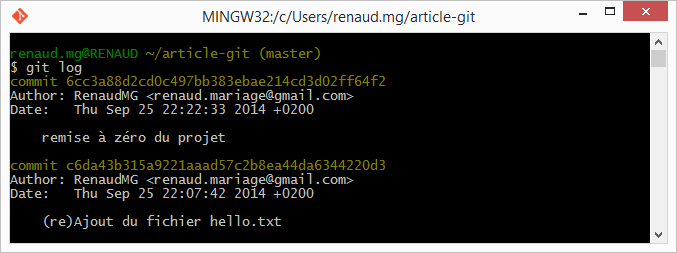 MINGW32:/c/Users/renaud.mg/article-git
renaud.mg@RENAUD ~/article-git (master)
$ git log
commit 6cc3a88d2cd0c497bb383ebae214cd3d02ff64f2
Author: RenaudMG <renaud.mariage@gmail.com>
Date:   Thu Sep 25 22:22:33 2014 +0200
    remise à zéro du projet
commit c6da43b315a9221aaad57c2b8ea44da6344220d3
Author: RenaudMG <renaud.mariage@gmail.com>
Date:   Thu Sep 25 22:07:42 2014 +0200
    (re)Ajout du fichier hello.txt